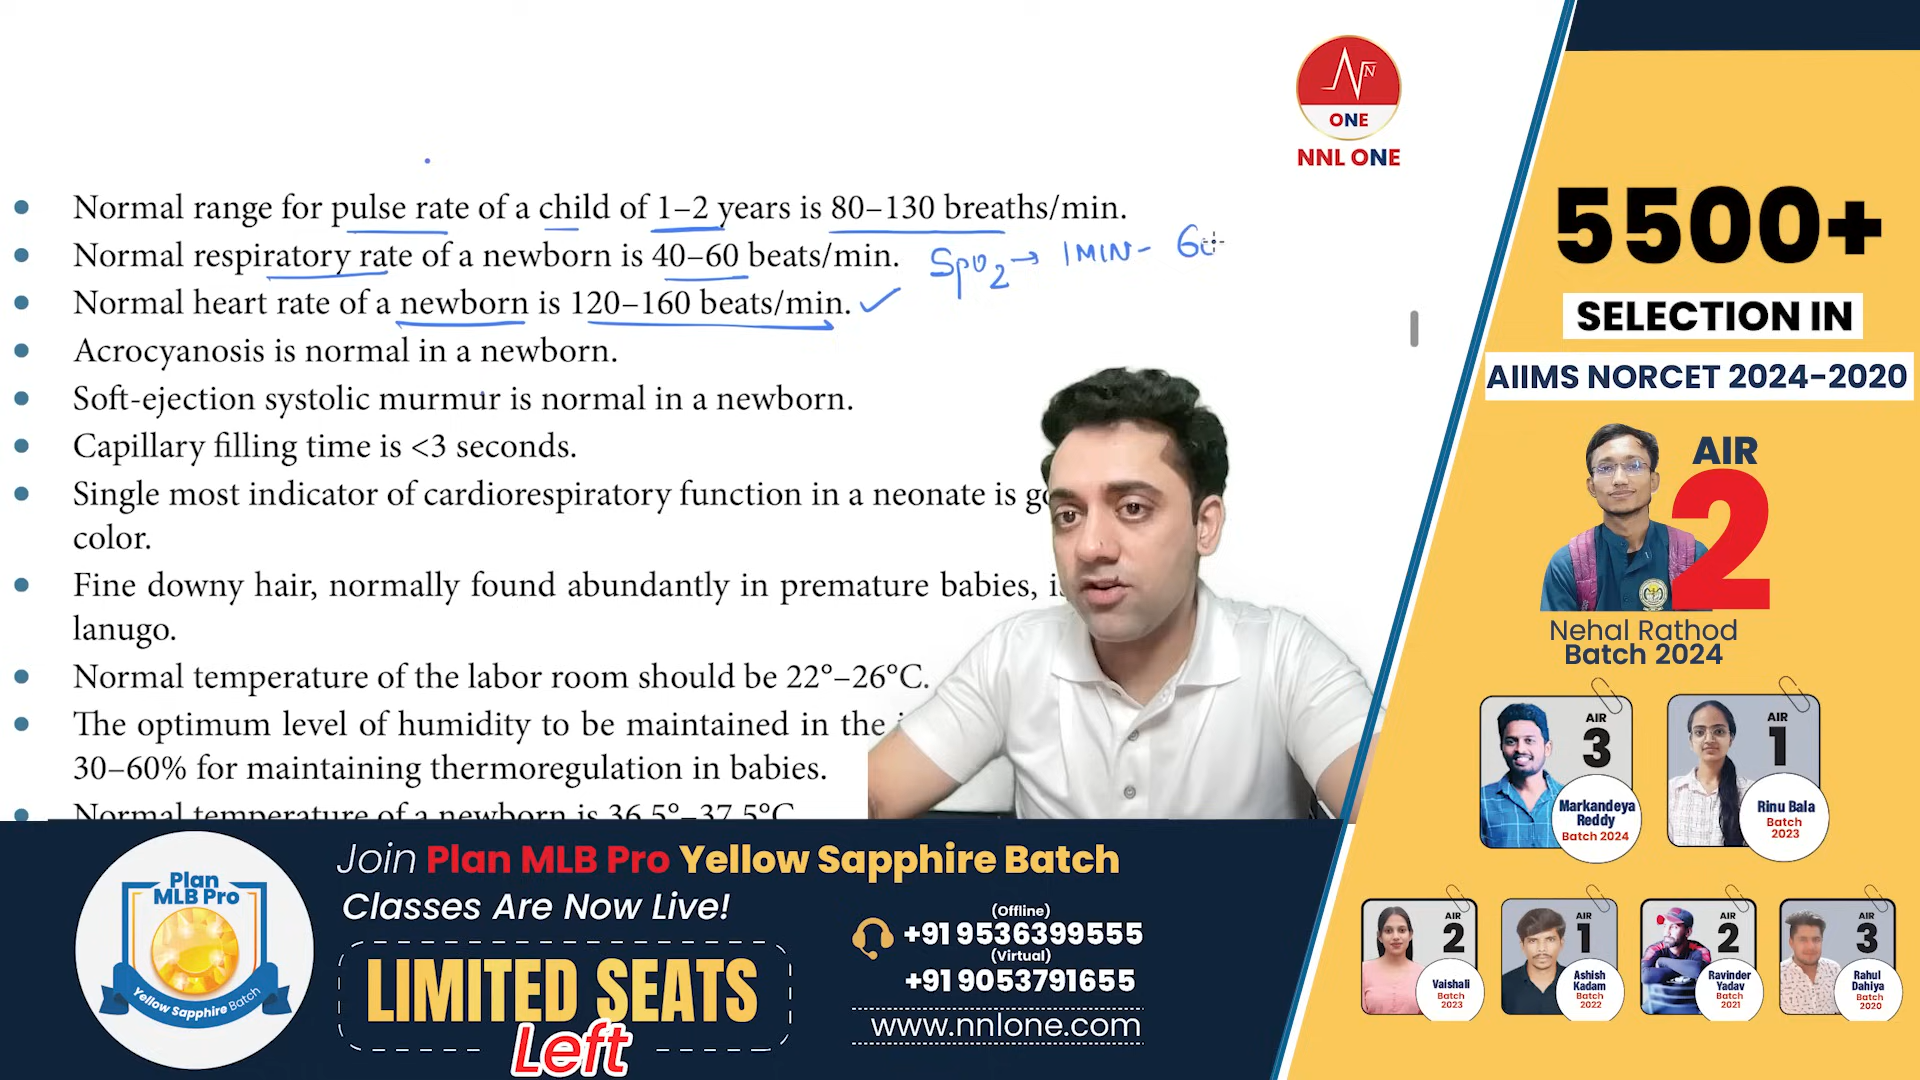 N
ONE
NNL ONE
• Normal range for pulse rate of a child of 1–2 years is 80–130 breaths/min.
• Normal respiratory rate of a newborn is 40–60 beats/min.
SpO2 → 1MIN-
• Normal heart rate of a newborn is 120–160 beats/min. ✓
• Acrocyanosis is normal in a newborn.
• Soft-ejection systolic murmur is normal in a newborn.
• Capillary filling time is <3 seconds.
• Single most indicator of cardiorespiratory function in a neonate is
color.
• Fine downy hair, normally found abundantly in premature babies,
lanugo.
• Normal temperature of the labor room should be 22°–26°C.
• The optimum level of humidity to be maintained in the
30–60% for maintaining thermoregulation in babies.
• Normal temperature of a newborn is 36.5°–37.5°C
5500+
SELECTION IN
AIIMS NORCET 2024-2020
AIR
2
Nehal Rathod
Batch 2024
AIR
3
Markandeya
Reddy
Batch 2024
AIR
1
Rinu Bala
Batch
2023
AIR
2
Vaishali
Batch
2023
AIR
1
Ashish
Kadam
Batch
2022
AIR
2
Ravinder
Yadav
Batch
2021
AIR
3
Rahul
Dahiya
Batch
2020
Plan
MLB Pro
Yellow Sapphire Batch
Join Plan MLB Pro Yellow Sapphire Batch
Classes Are Now Live!
LIMITED SEATS
Left
(Offline)
+91 9536399555
(Virtual)
+91 9053791655
www.nnlone.com